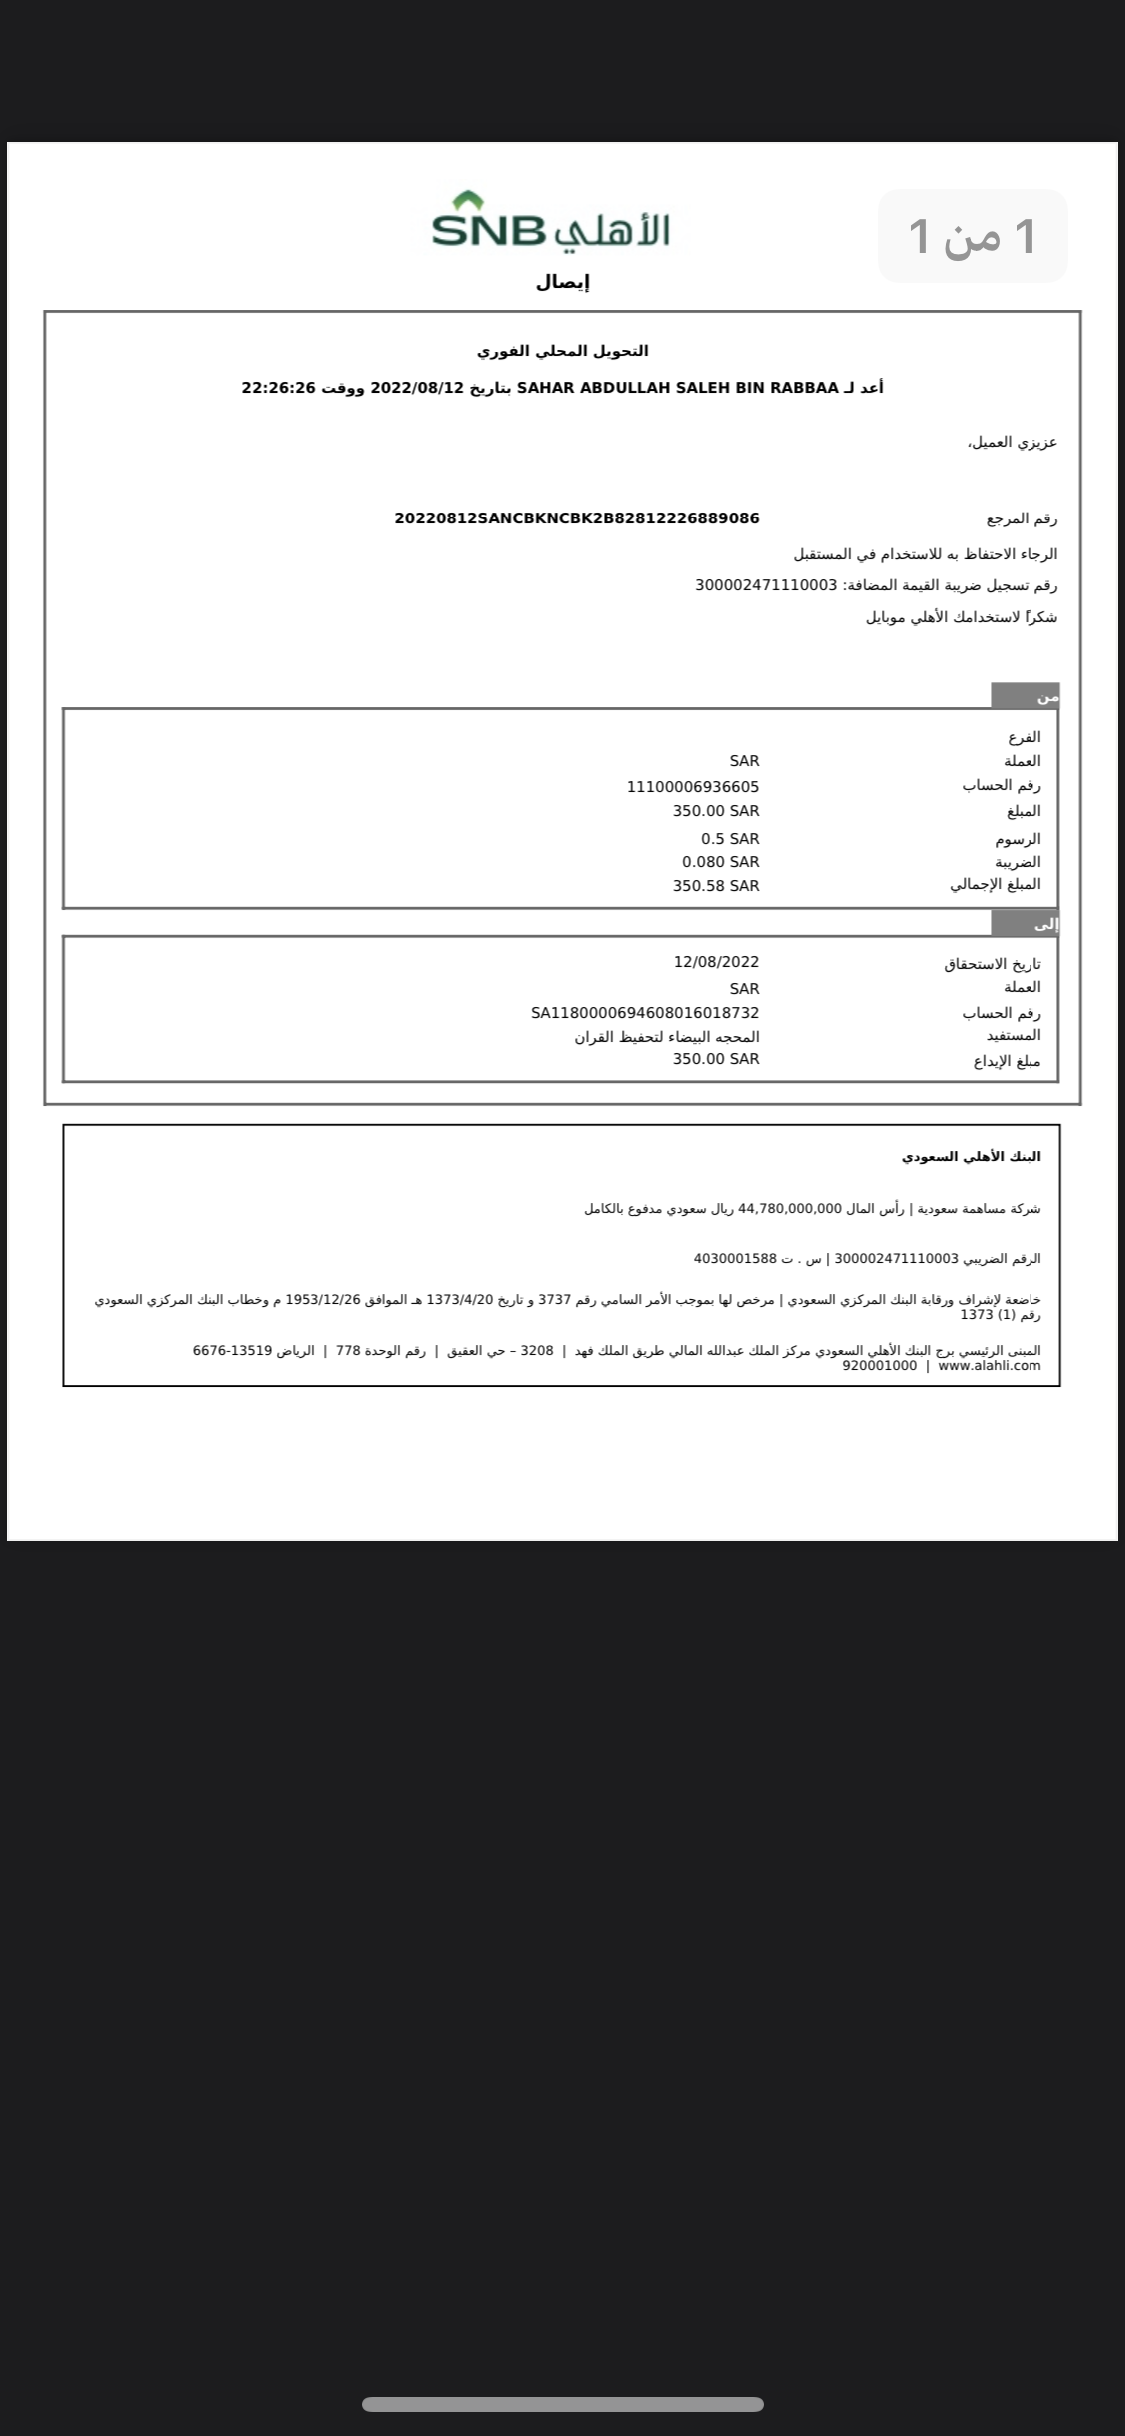 1 من 1
SNB الأهلي
إيصال
التحويل المحلي الفوري
أعد لـ SAHAR ABDULLAH SALEH BIN RABBAA بتاريخ 2022/08/12 ووقت 22:26:26
عزيزي العميل،
رقم المرجع 20220812SANCBKNCBK2B82812226889086
الرجاء الاحتفاظ به للاستخدام في المستقبل
رقم تسجيل ضريبة القيمة المضافة: 300002471110003
شكراً لاستخدامك الأهلي موبايل
من
الفرع
العملة SAR
رقم الحساب 11100006936605
المبلغ 350.00 SAR
الرسوم 0.5 SAR
الضريبة 0.080 SAR
المبلغ الإجمالي 350.58 SAR
إلى
تاريخ الاستحقاق 12/08/2022
العملة SAR
رقم الحساب SA1180000694608016018732
المستفيد المحجه البيضاء لتحفيظ القران
مبلغ الإيداع 350.00 SAR
البنك الأهلي السعودي
شركة مساهمة سعودية | رأس المال 44,780,000,000 ريال سعودي مدفوع بالكامل
الرقم الضريبي 300002471110003 | س . ت 4030001588
خاضعة لإشراف ورقابة البنك المركزي السعودي | مرخص لها بموجب الأمر السامي رقم 3737 و تاريخ 1373/4/20 هـ الموافق 1953/12/26 م وخطاب البنك المركزي السعودي
رقم (1) 1373
المبنى الرئيسي برج البنك الأهلي السعودي مركز الملك عبدالله المالي طريق الملك فهد | 3208 – حي العقيق | رقم الوحدة 778 | الرياض 13519-6676
920001000 | www.alahli.com